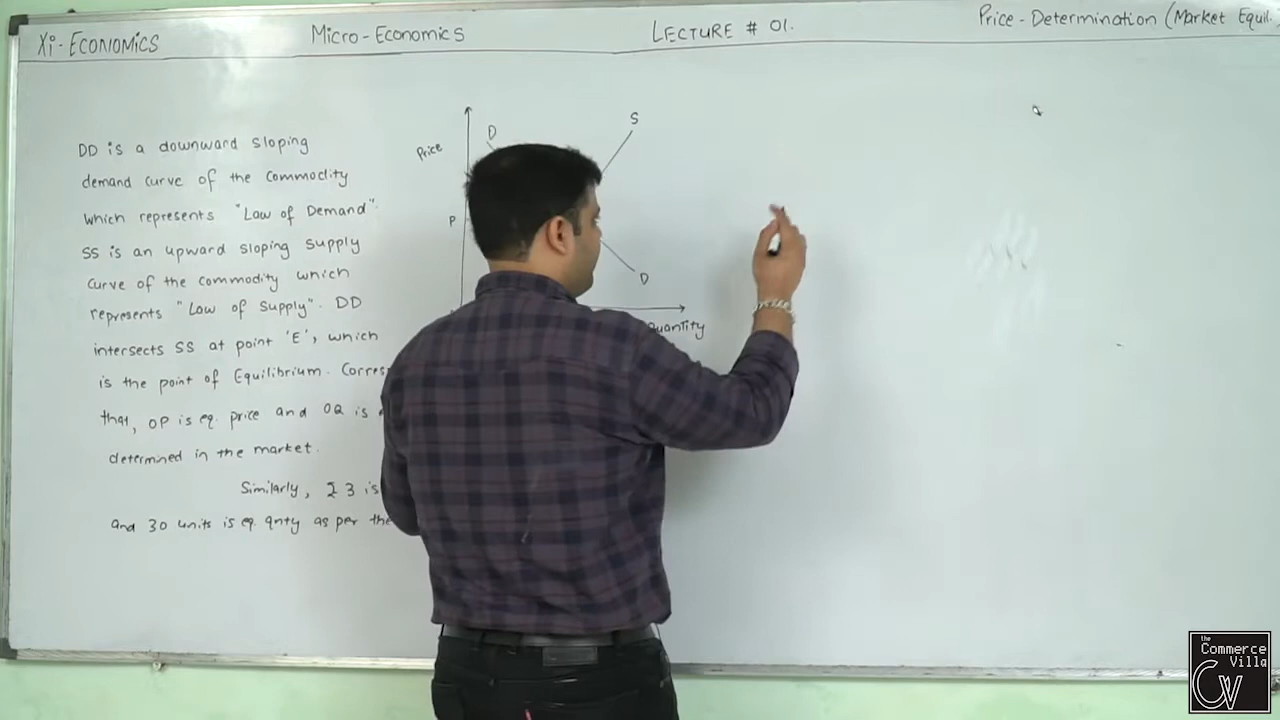 XI-ECONOMICS
Micro-Economics
LECTURE # 01.
Price-Determination (Market Equil.
DD is a downward sloping
demand curve of the commodity
which represents "Law of Demand".
SS is an upward sloping supply
curve of the commodity which
represents "Law of Supply". DD
intersects SS at point 'E', which
is the point of Equilibrium.
that, OP is eq. price and OQ is
determined in the market.
Similarly, ₹ 3 is
and 30 units is eq. qnty as per the
Price
D
S
P
D
Quantity
the
Commerce
Villa
CV